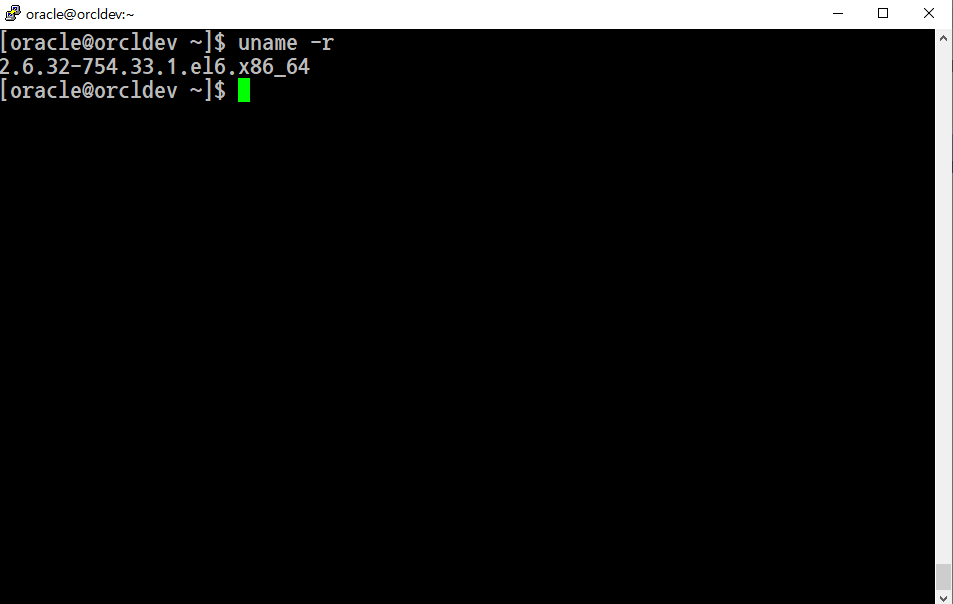 oracle@orcldev:~
[oracle@orcldev ~]$ uname -r
2.6.32-754.33.1.el6.x86_64
[oracle@orcldev ~]$